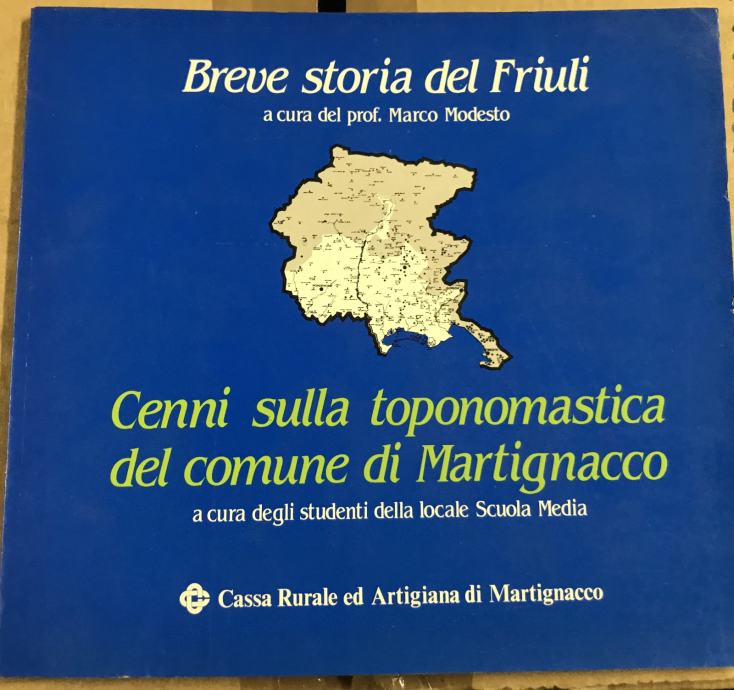 Breve storia del Friuli
a cura del prof. Marco Modesto
Cenni sulla toponomastica
del comune di Martignacco
a cura degli studenti della locale Scuola Media
Cassa Rurale ed Artigiana di Martignacco